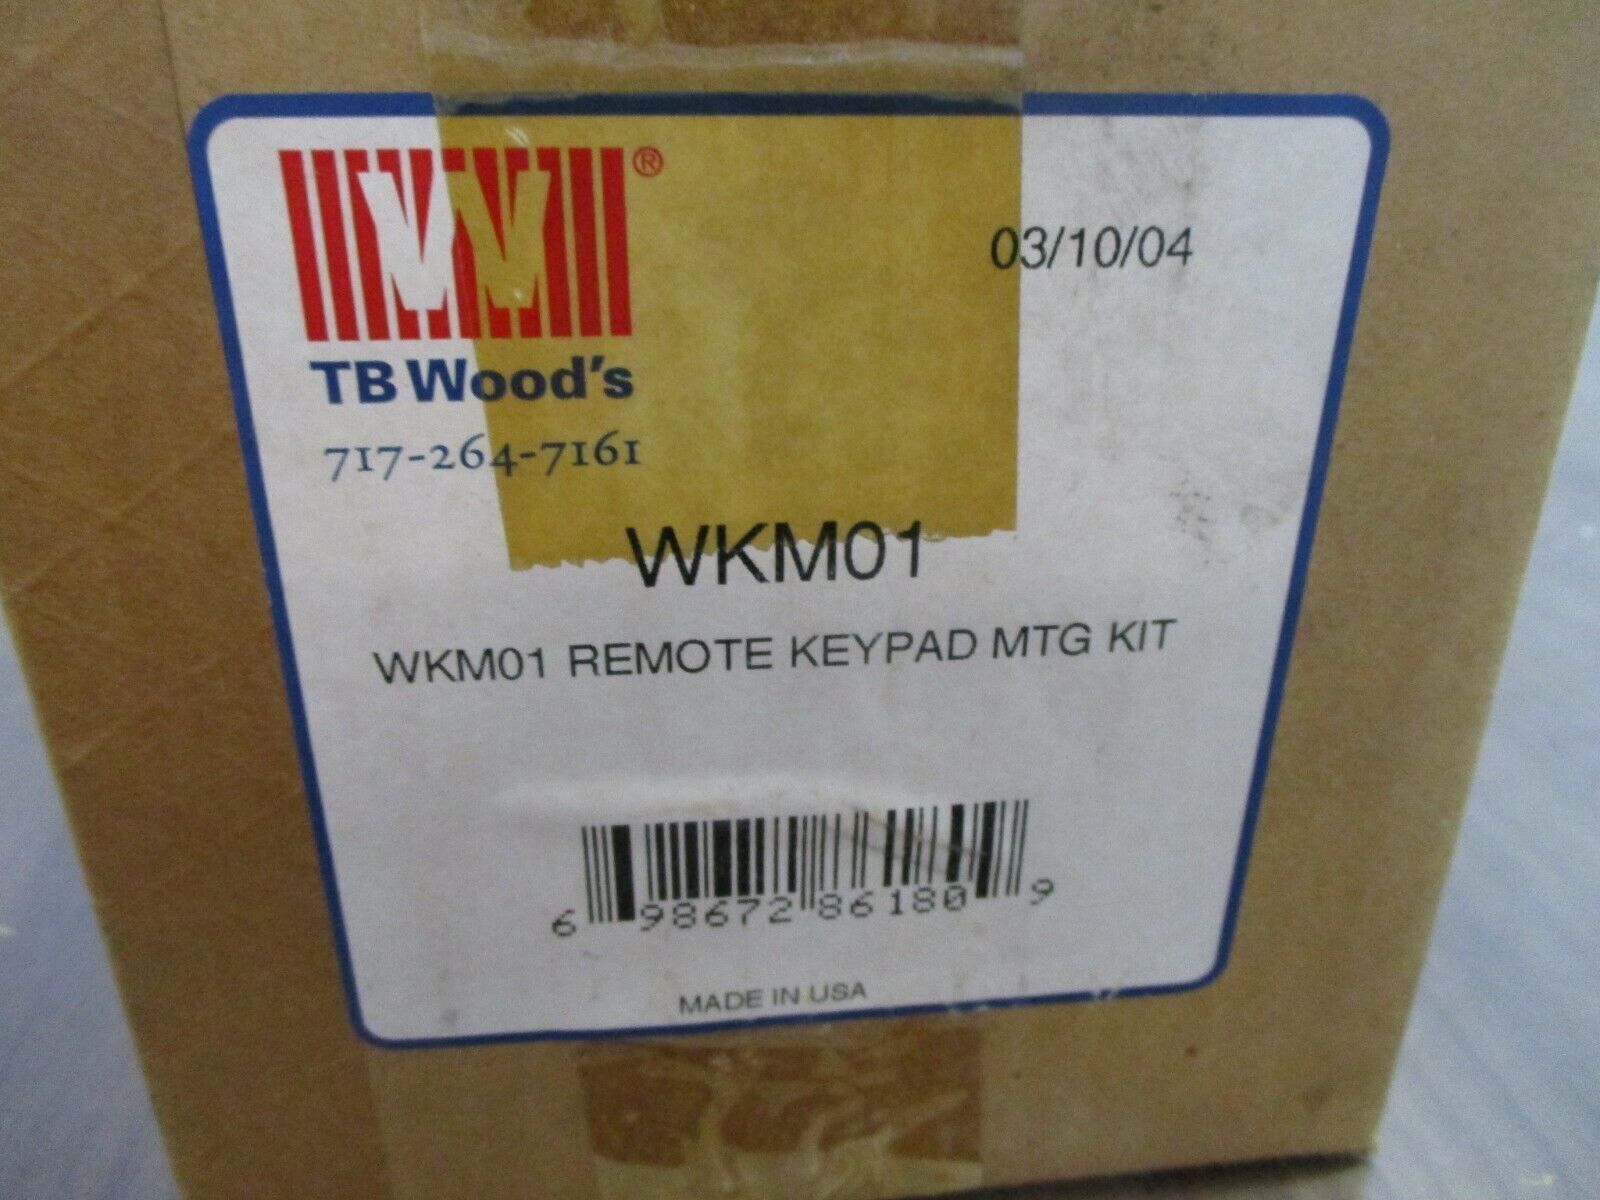 ®
03/10/04
TB Wood's
717-264-7161
WKM01
WKM01 REMOTE KEYPAD MTG KIT
6 98672 86180 9
MADE IN USA